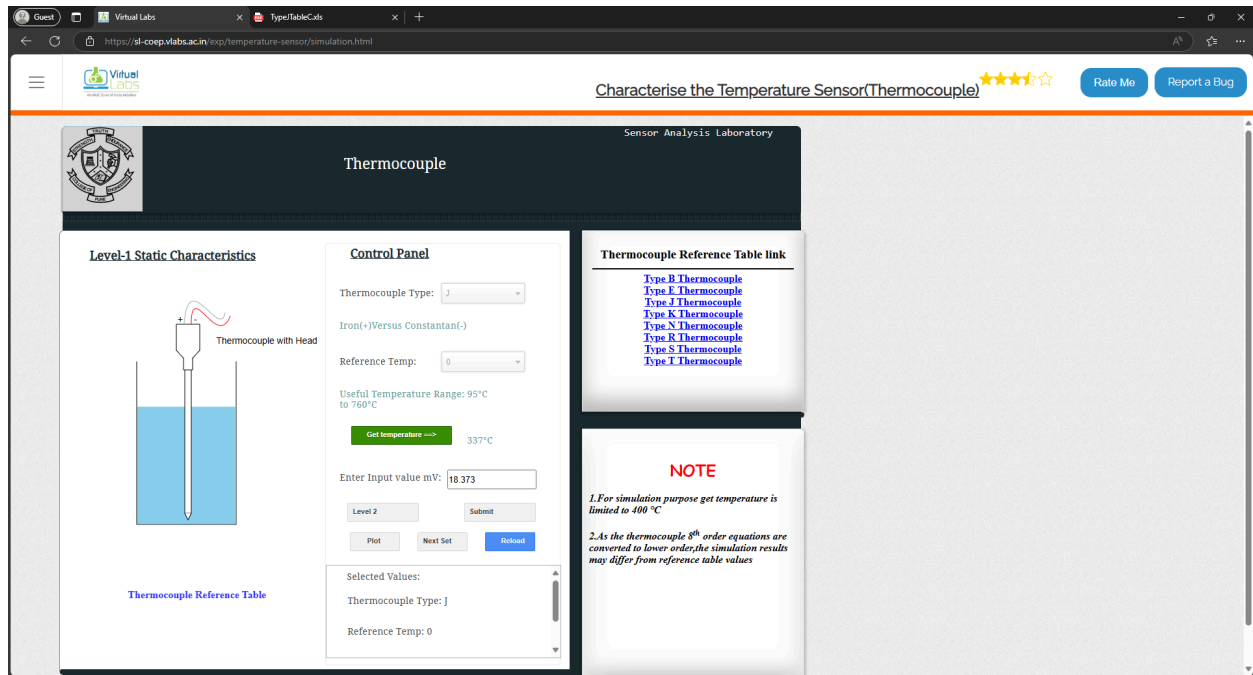 Guest
Virtual Labs
TypeJTableC.xls
https://sl-coep.vlabs.ac.in/exp/temperature-sensor/simulation.html
Virtual
Labs
Characterise the Temperature Sensor(Thermocouple)
Rate Me
Report a Bug
Sensor Analysis Laboratory
TRUTH
Thermocouple
PUNE
Level-1 Static Characteristics
+ -
Thermocouple with Head
Thermocouple Reference Table
Control Panel
Thermocouple Type: J
Iron(+)Versus Constantan(-)
Reference Temp: 0
Useful Temperature Range: 95°C
to 760°C
Get temperature ==>
337°C
Enter Input value mV: 18.373
Level 2
Submit
Plot
Next Set
Reload
Selected Values:
Thermocouple Type: J
Reference Temp: 0
Thermocouple Reference Table link
Type B Thermocouple
Type E Thermocouple
Type J Thermocouple
Type K Thermocouple
Type N Thermocouple
Type R Thermocouple
Type S Thermocouple
Type T Thermocouple
NOTE
1.For simulation purpose get temperature is
limited to 400 °C
2.As the thermocouple 8th order equations are
converted to lower order,the simulation results
may differ from reference table values